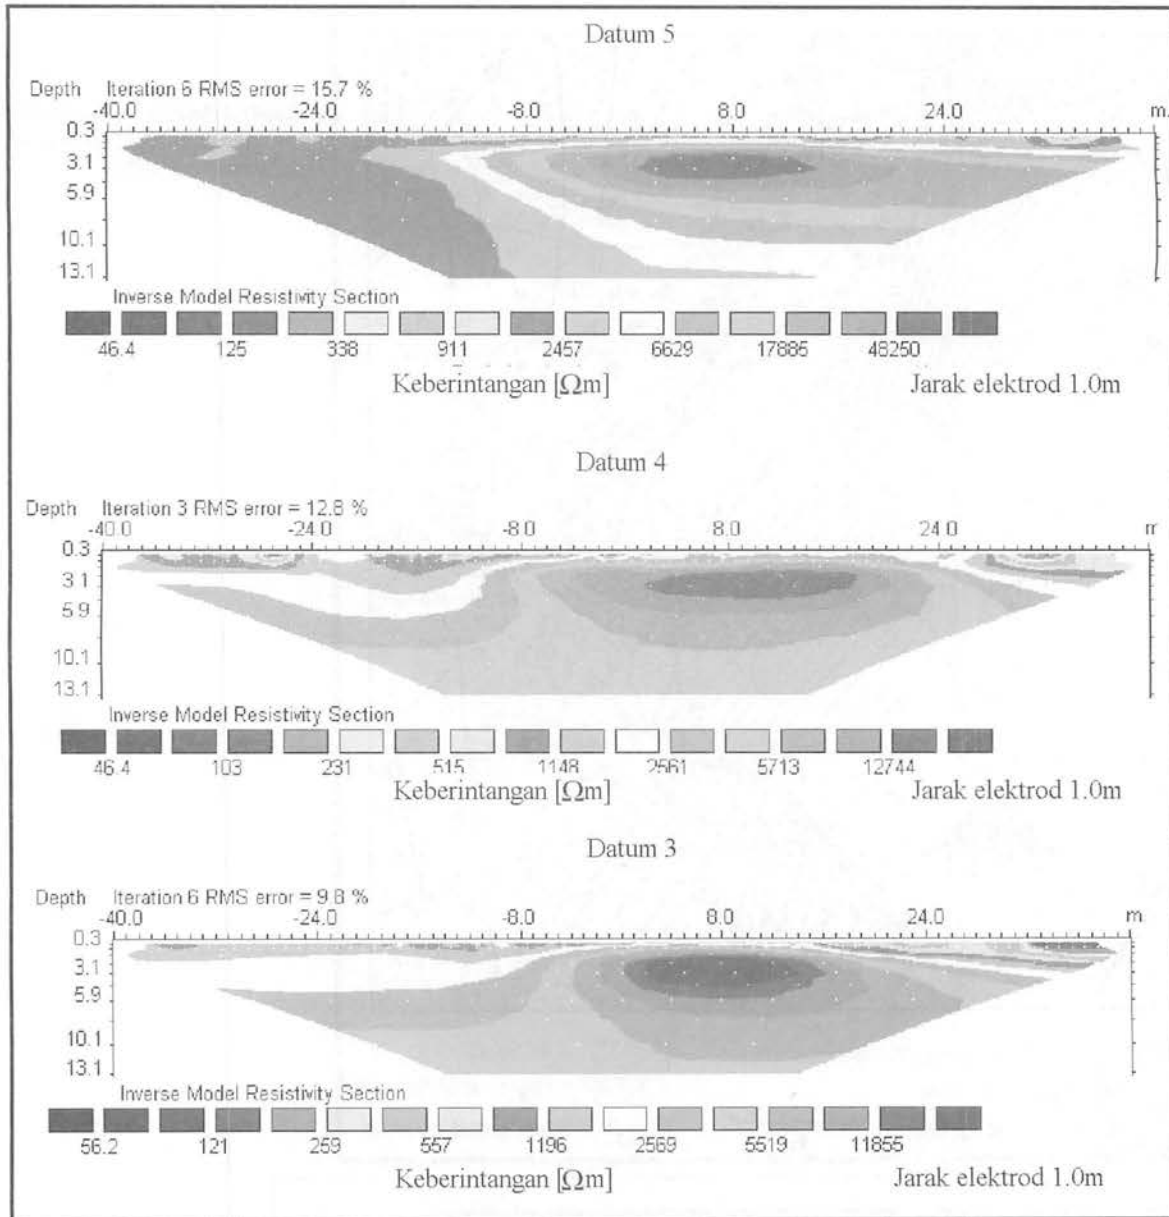 Datum 5
Depth Iteration 6 RMS error = 15.7 %
-40.0 -24.0 -8.0 8.0 24.0 m.
0.3
3.1
5.9
10.1
13.1
Inverse Model Resistivity Section
46.4 125 338 911 2457 6629 17885 48250
Keberintangan [Ωm] Jarak elektrod 1.0m
Datum 4
Depth Iteration 3 RMS error = 12.8 %
-40.0 -24.0 -8.0 8.0 24.0
0.3
3.1
5.9
10.1
13.1
Inverse Model Resistivity Section
46.4 103 231 515 1148 2561 5713 12744
Keberintangan [Ωm] Jarak elektrod 1.0m
Datum 3
Depth Iteration 6 RMS error = 9.8 %
-40.0 -24.0 -8.0 8.0 24.0 m
0.3
3.1
5.9
10.1
13.1
Inverse Model Resistivity Section
56.2 121 259 557 1196 2569 5519 11855
Keberintangan [Ωm] Jarak elektrod 1.0m